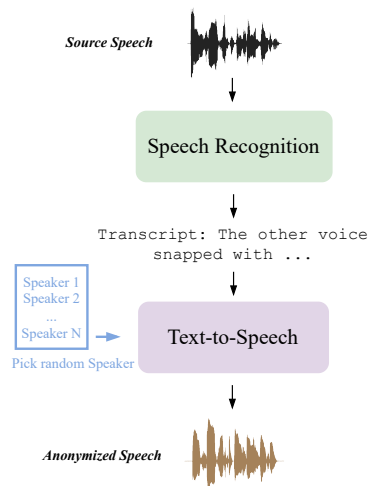 Source Speech
Speech Recognition
Transcript: The other voice
snapped with ...
Speaker 1
Speaker 2
...
Speaker N
Pick random Speaker
Text-to-Speech
Anonymized Speech